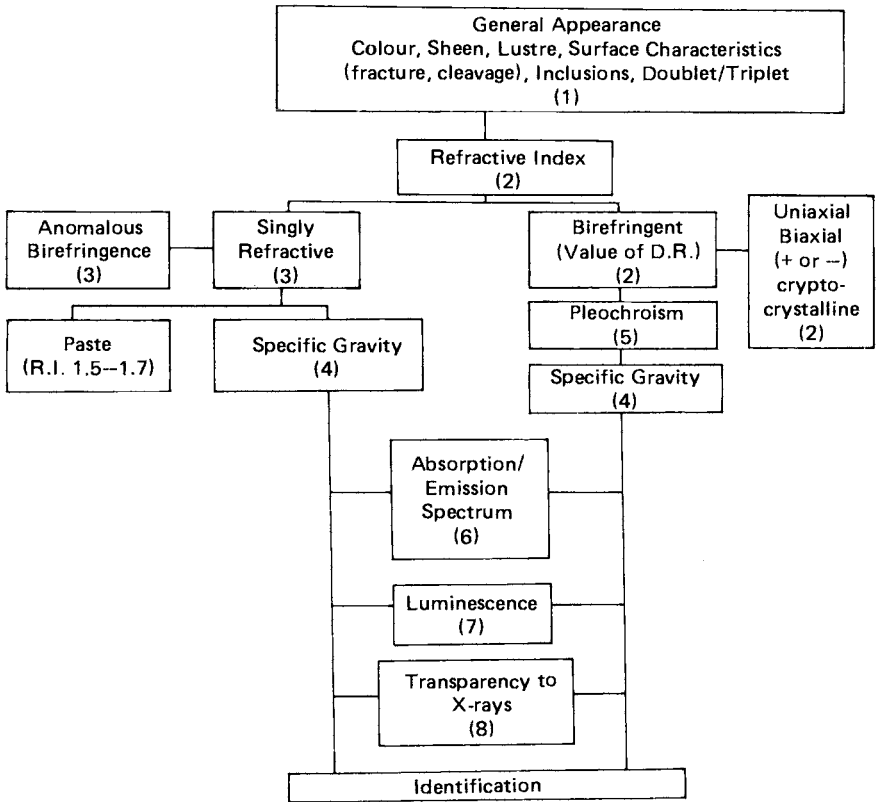 General Appearance
Colour, Sheen, Lustre, Surface Characteristics
(fracture, cleavage), Inclusions, Doublet/Triplet
(1)
Refractive Index
(2)
Anomalous
Birefringence
(3)
Singly
Refractive
(3)
Birefringent
(Value of D.R.)
(2)
Uniaxial
Biaxial
(+ or —)
crypto-
crystalline
(2)
Paste
(R.I. 1.5—1.7)
Specific Gravity
(4)
Pleochroism
(5)
Specific Gravity
(4)
Absorption/
Emission
Spectrum
(6)
Luminescence
(7)
Transparency to
X-rays
(8)
Identification